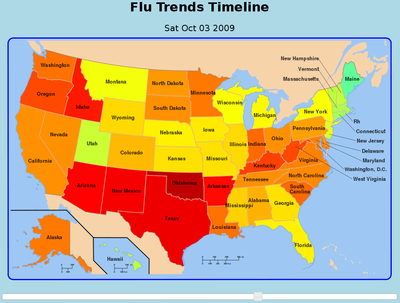 Flu Trends Timeline
Sat Oct 03 2009
New Hampshire
Vermont
Massachusetts
Washington
Montana
North Dakota
Minnesota
Maine
Oregon
Idaho
Wyoming
South Dakota
Wisconsin
Michigan
New York
Rh
Connecticut
New Jersey
Delaware
Maryland
Washington, D.C.
West Virginia
Nevada
Utah
Colorado
Nebraska
Iowa
Illinois
Indiana
Ohio
Pennsylvania
California
Kansas
Missouri
Kentucky
Virginia
Arizona
New Mexico
Oklahoma
Arkansas
Tennessee
North Carolina
South
Carolina
Texas
Louisiana
Mississippi
Alabama
Georgia
Florida
Alaska
Hawaii